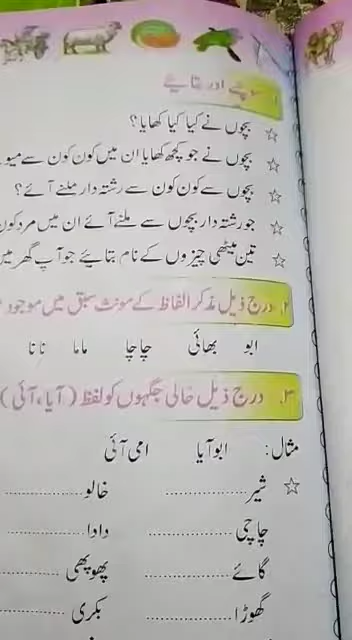 ۱. سوچیے اور بتایئے
☆ بچوں نے کیا کیا کھایا؟
☆ بچوں نے جو کچھ کھایا ان میں کون کون سے میو
☆ بچوں سے کون کون سے رشتہ دار ملنے آئے؟
☆ جو رشتہ دار بچوں سے ملنے آئے ان میں مرد کون
☆ تین میٹھی چیزوں کے نام بتایئے جو آپ گھر میں
۲. درج ذیل مذکر الفاظ کے مونث سبق میں موجود
ابو بھائی چاچا ماما نانا
۳. درج ذیل خالی جگہوں کو لفظ (آیا، آئی)
مثال: ابو آیا امی آئی
☆ شیر.................. خالو..................
چاچی.................. دادا..................
گائے.................. پھوپھی..................
گھوڑا.................. بکری..................